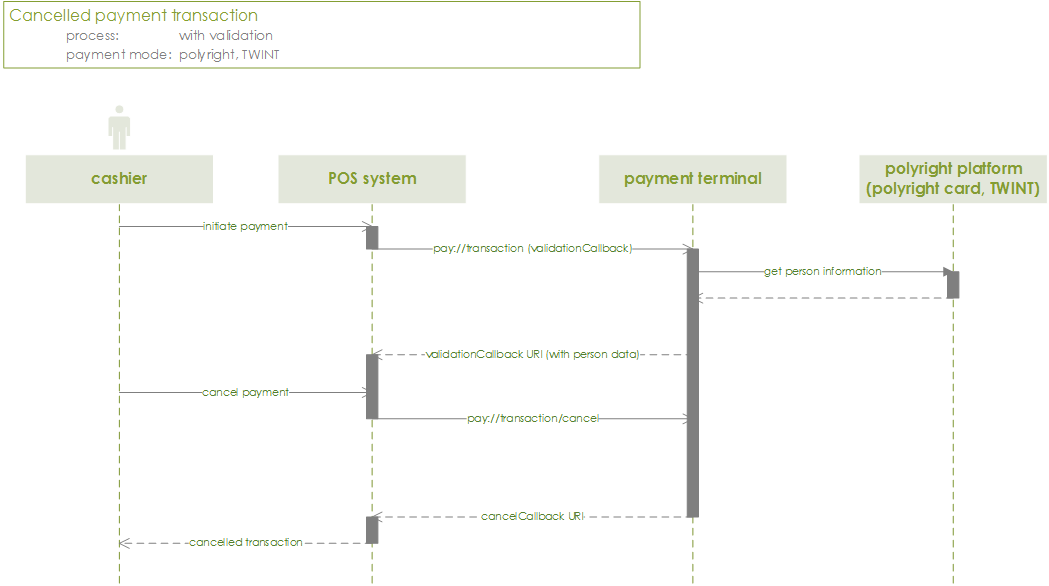 Cancelled payment transaction
process: with validation
payment mode: polyright, TWINT
cashier
POS system
payment terminal
polyright platform
(polyright card, TWINT)
initiate payment
pay://transaction (validationCallback)
get person information
validationCallback URI (with person data)
cancel payment
pay://transaction/cancel
cancelCallback URI
cancelled transaction